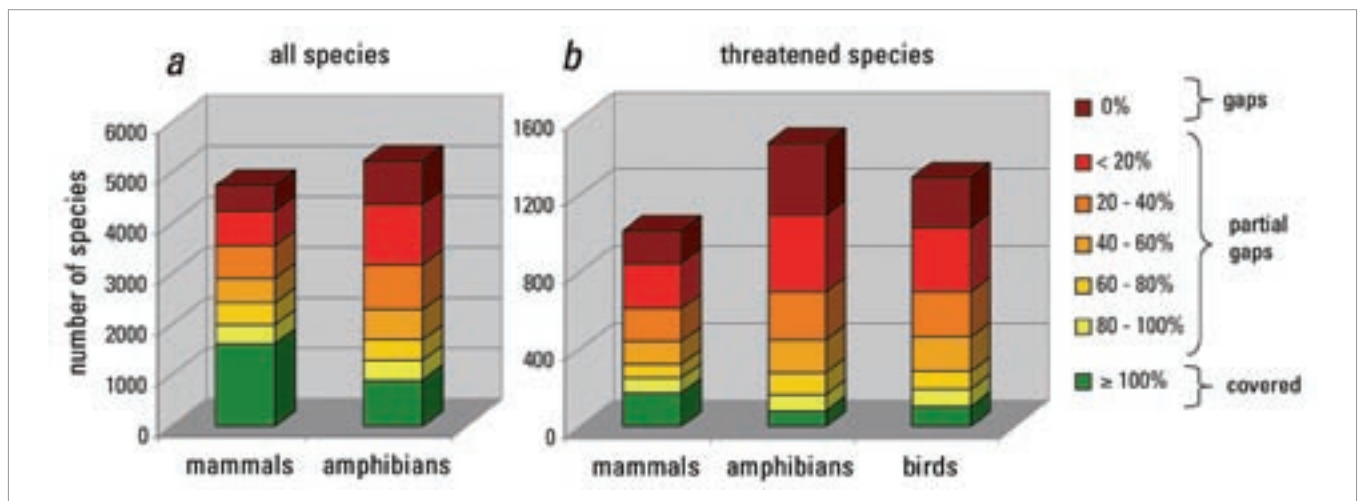 a all species
number of species
6000
5000
4000
3000
2000
1000
0
mammals amphibians
b threatened species
1600
1200
800
400
0
mammals amphibians birds
0% gaps
< 20%
20 - 40%
40 - 60%
60 - 80%
80 - 100%
partial
gaps
≥ 100% covered